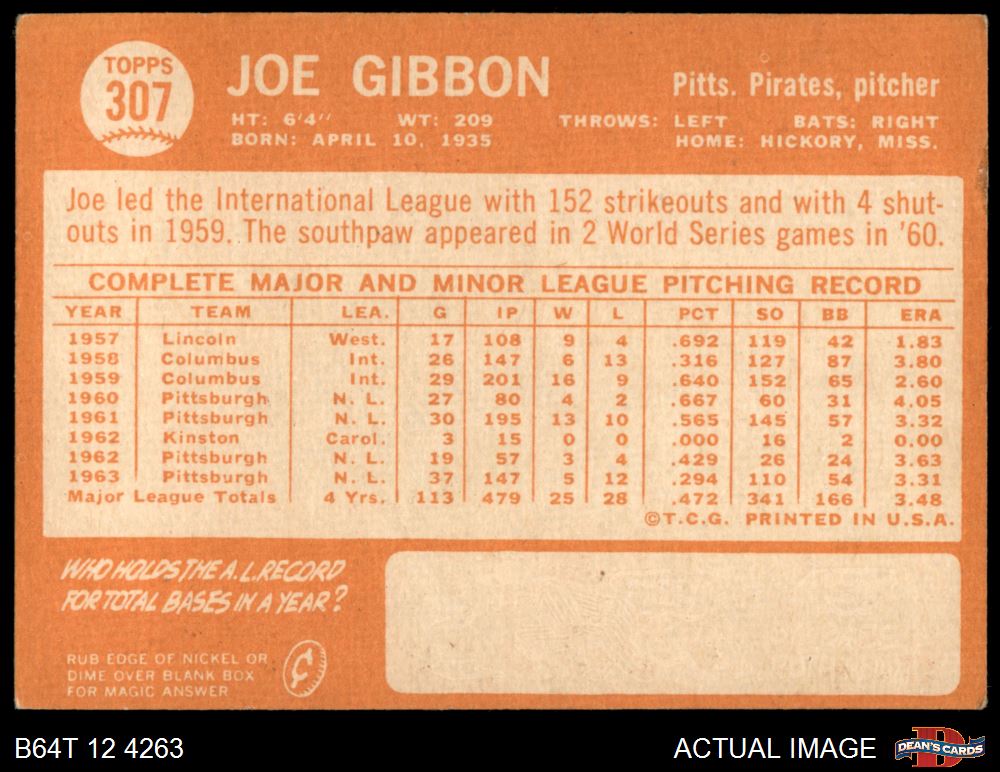 TOPPS
307
JOE GIBBON
Pitts. Pirates, pitcher
HT: 6'4" WT: 209 THROWS: LEFT BATS: RIGHT
BORN: APRIL 10, 1935 HOME: HICKORY, MISS.
Joe led the International League with 152 strikeouts and with 4 shut-
outs in 1959. The southpaw appeared in 2 World Series games in '60.
COMPLETE MAJOR AND MINOR LEAGUE PITCHING RECORD
YEAR TEAM LEA. G IP W L PCT SO BB ERA
1957 Lincoln West. 17 108 9 4 .692 119 42 1.83
1958 Columbus Int. 26 147 6 13 .316 127 87 3.80
1959 Columbus Int. 29 201 16 9 .640 152 65 2.60
1960 Pittsburgh N. L. 27 80 4 2 .667 60 31 4.05
1961 Pittsburgh N. L. 30 195 13 10 .565 145 57 3.32
1962 Kinston Carol. 3 15 0 0 .000 16 2 0.00
1962 Pittsburgh N. L. 19 57 3 4 .429 26 24 3.63
1963 Pittsburgh N. L. 37 147 5 12 .294 110 54 3.31
Major League Totals 4 Yrs. 113 479 25 28 .472 341 166 3.48
©T.C.G. PRINTED IN U.S.A.
WHO HOLDS THE A.L. RECORD
FOR TOTAL BASES IN A YEAR?
RUB EDGE OF NICKEL OR
DIME OVER BLANK BOX
FOR MAGIC ANSWER
¢
B64T 12 4263
ACTUAL IMAGE
DEAN'S CARDS